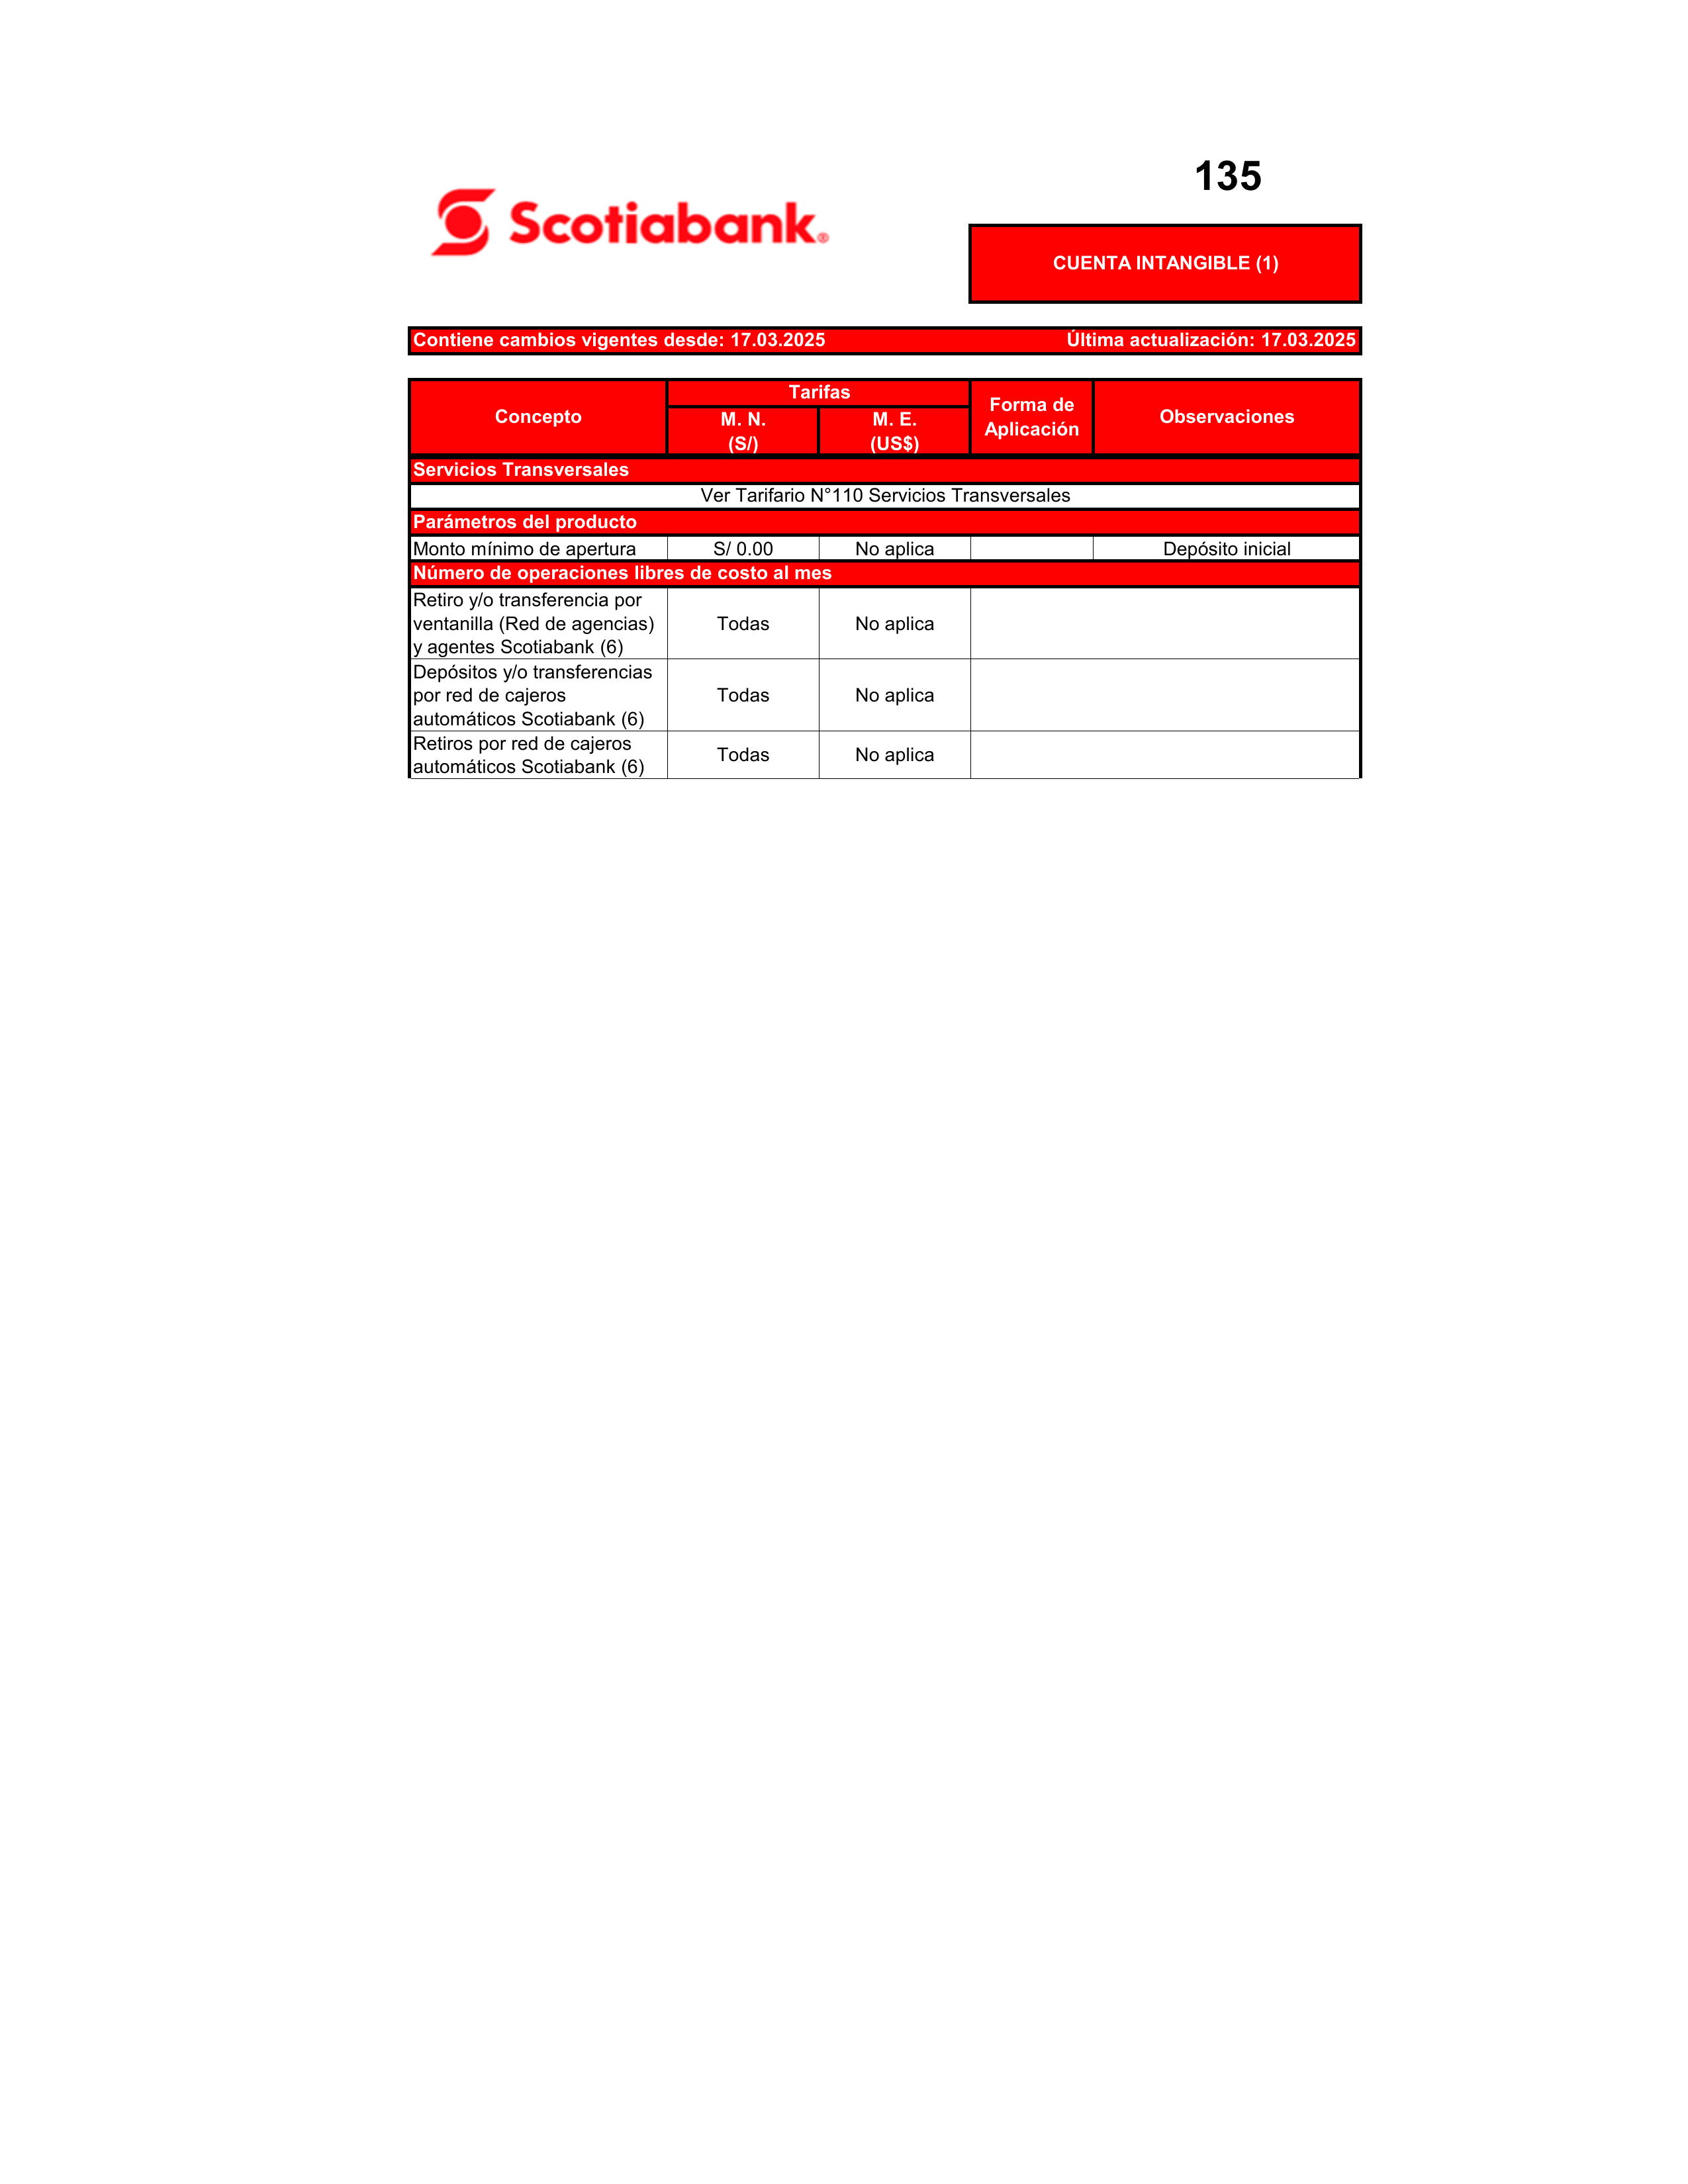 135
Scotiabank®
CUENTA INTANGIBLE (1)
Contiene cambios vigentes desde: 17.03.2025 Última actualización: 17.03.2025
Concepto Tarifas Forma de Aplicación Observaciones
M. N. (S/) M. E. (US$)
Servicios Transversales
Ver Tarifario N°110 Servicios Transversales
Parámetros del producto
Monto mínimo de apertura S/ 0.00 No aplica Depósito inicial
Número de operaciones libres de costo al mes
Retiro y/o transferencia por
ventanilla (Red de agencias) Todas No aplica
y agentes Scotiabank (6)
Depósitos y/o transferencias
por red de cajeros Todas No aplica
automáticos Scotiabank (6)
Retiros por red de cajeros
automáticos Scotiabank (6) Todas No aplica